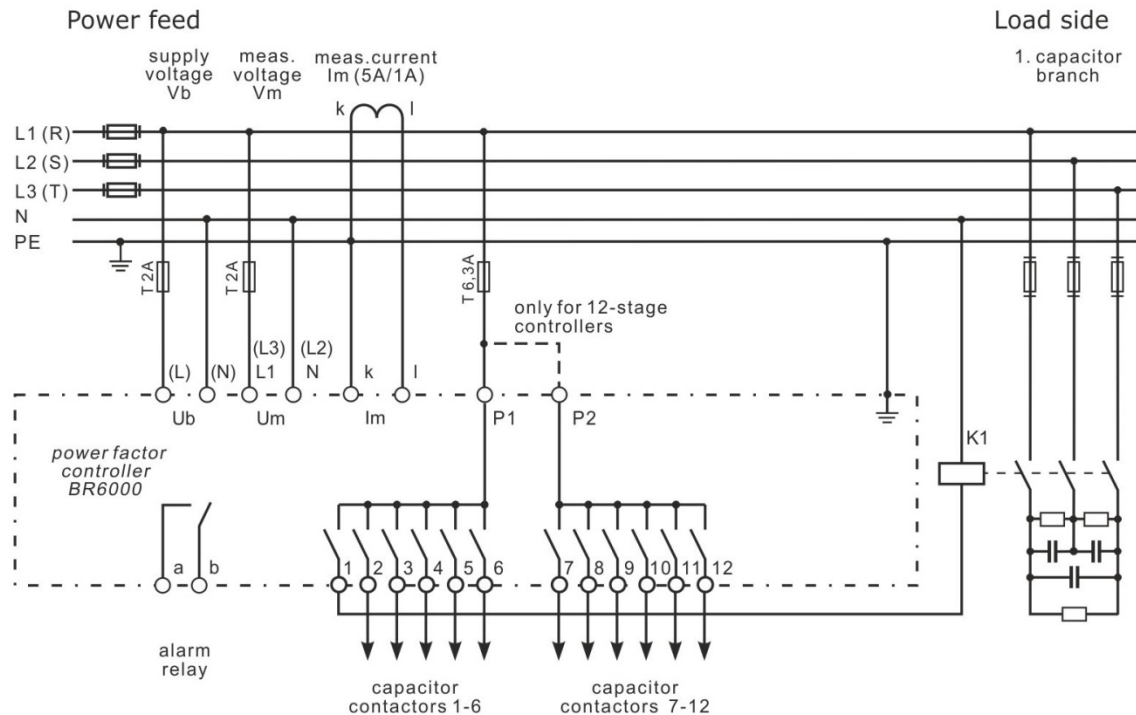 Power feed
Load side
supply
voltage
Vb
meas.
voltage
Vm
meas.current
Im (5A/1A)
1. capacitor
branch
k
l
L1 (R)
L2 (S)
L3 (T)
N
PE
T 2A
T 2A
T 6,3A
only for 12-stage
controllers
(L)
(N)
(L3)
L1
(L2)
N
k
l
Ub
Um
Im
P1
P2
K1
power factor
controller
BR6000
a
b
1
2
3
4
5
6
7
8
9
10
11
12
alarm
relay
capacitor
contactors 1-6
capacitor
contactors 7-12